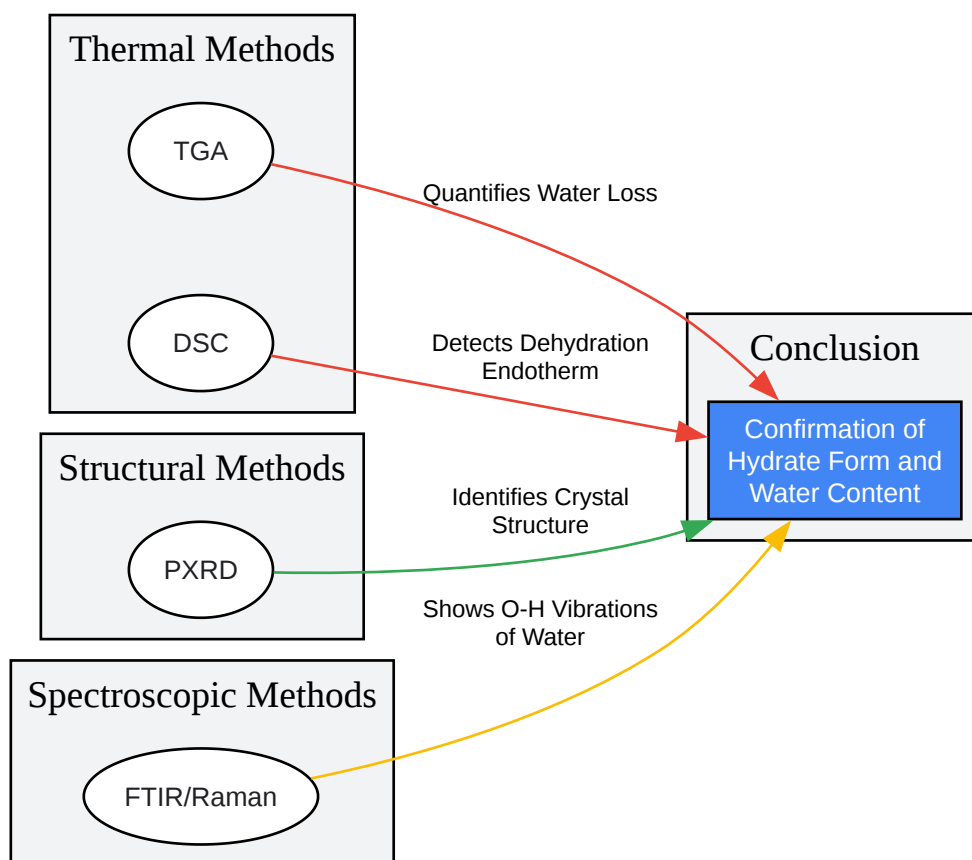 Thermal Methods
TGA
Quantifies Water Loss
DSC
Detects Dehydration
Endotherm
Conclusion
Confirmation of
Hydrate Form and
Water Content
Structural Methods
PXRD
Identifies Crystal
Structure
Shows O-H Vibrations
of Water
Spectroscopic Methods
FTIR/Raman